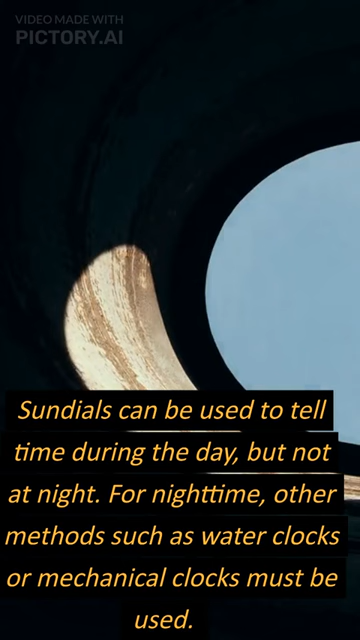 VIDEO MADE WITH
PICTORY.AI
Sundials can be used to tell
time during the day, but not
at night. For nighttime, other
methods such as water clocks
or mechanical clocks must be
used.